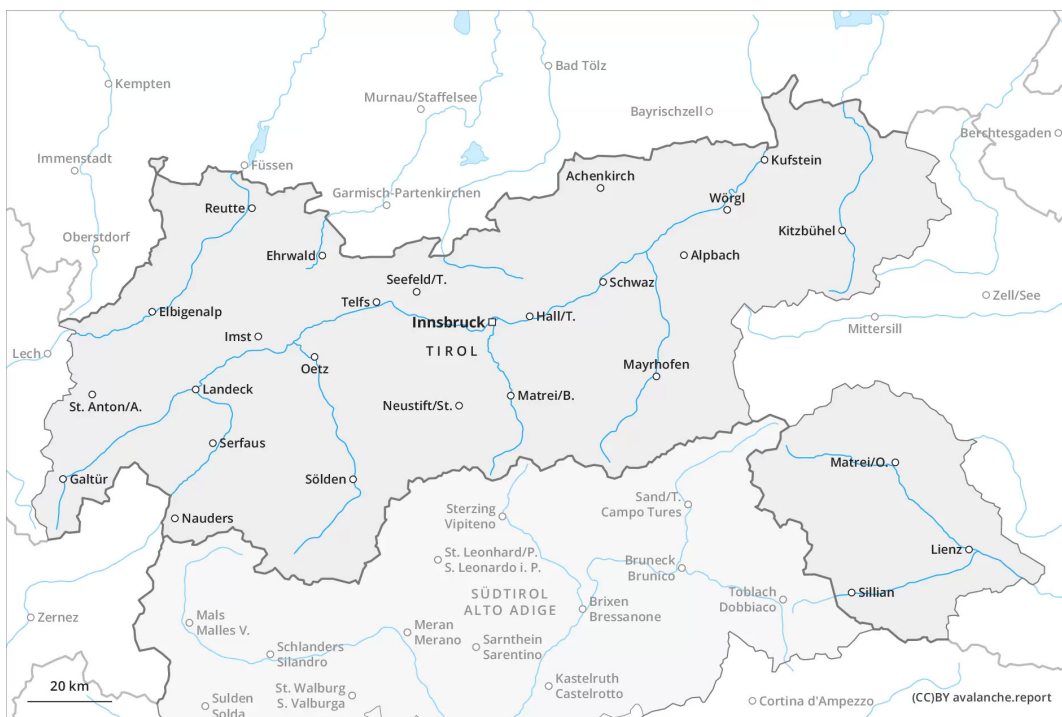 Kempten
Bad Tölz
Murnau/Staffelsee
Bayrischzell
Berchtesgaden
Immenstadt
Füssen
Kufstein
Achenkirch
Garmisch-Partenkirchen
Reutte
Wörgl
Oberstdorf
Kitzbühel
Ehrwald
Alpbach
Seefeld/T.
Schwaz
Telfs
Zell/See
Elbigenalp
Innsbruck
Hall/T.
Mittersill
Imst
Lech
TIROL
Oetz
Mayrhofen
Landeck
St. Anton/A.
Neustift/St.
Matrei/B.
Serfaus
Matrei/O.
Galtür
Sölden
Sand/T.
Campo Tures
Sterzing
Vipiteno
Nauders
Lienz
St. Leonhard/P.
S. Leonardo i. P.
Bruneck
Brunico
SÜDTIROL
ALTO ADIGE
Toblach
Dobbiaco
Sillian
Brixen
Bressanone
Zernez
Mals
Malles V.
Meran
Merano
Sarnthein
Sarentino
Schlanders
Silandro
20 km
St. Walburg
S. Valburga
Kastelruth
Castelrotto
Sulden
Solda
Cortina d'Ampezzo
(CC)BY avalanche.report